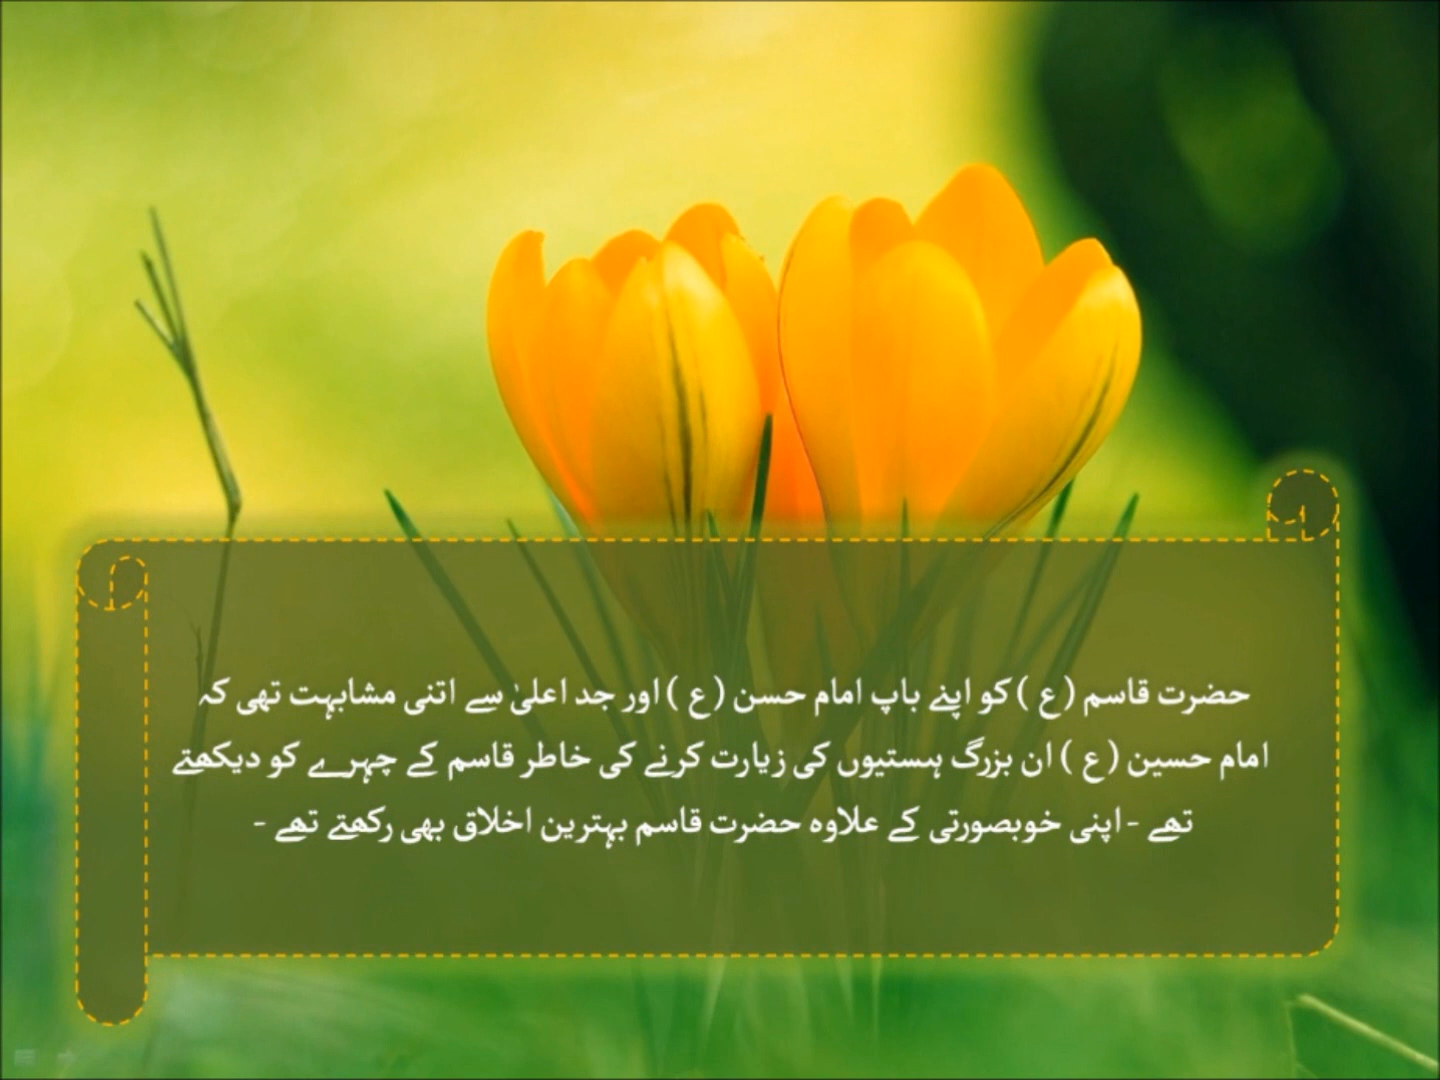 حضرت قاسم (ع) کو اپنے باپ امام حسن (ع) اور جد اعلیٰ سے اتنی مشابہت تھی کہ
امام حسین (ع) ان بزرگ ہستیوں کی زیارت کرنے کی خاطر قاسم کے چہرے کو دیکھتے
تھے - اپنی خوبصورتی کے علاوہ حضرت قاسم بہترین اخلاق بھی رکھتے تھے -